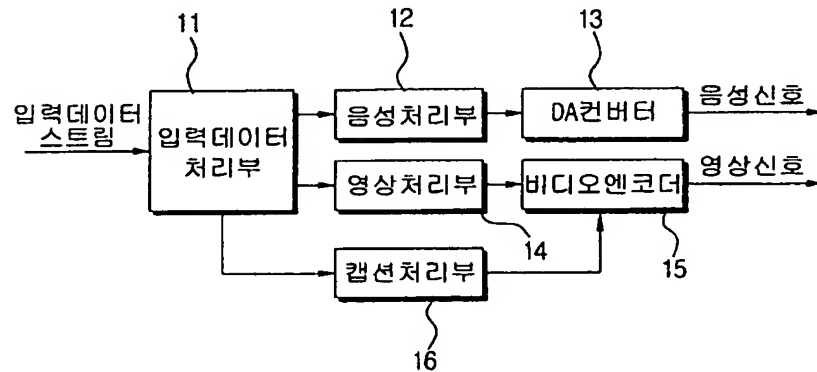 11
12
13
입력데이터
스트림
입력데이터
처리부
음성처리부
DA컨버터
음성신호
영상처리부
비디오엔코더
영상신호
14
15
캡션처리부
16